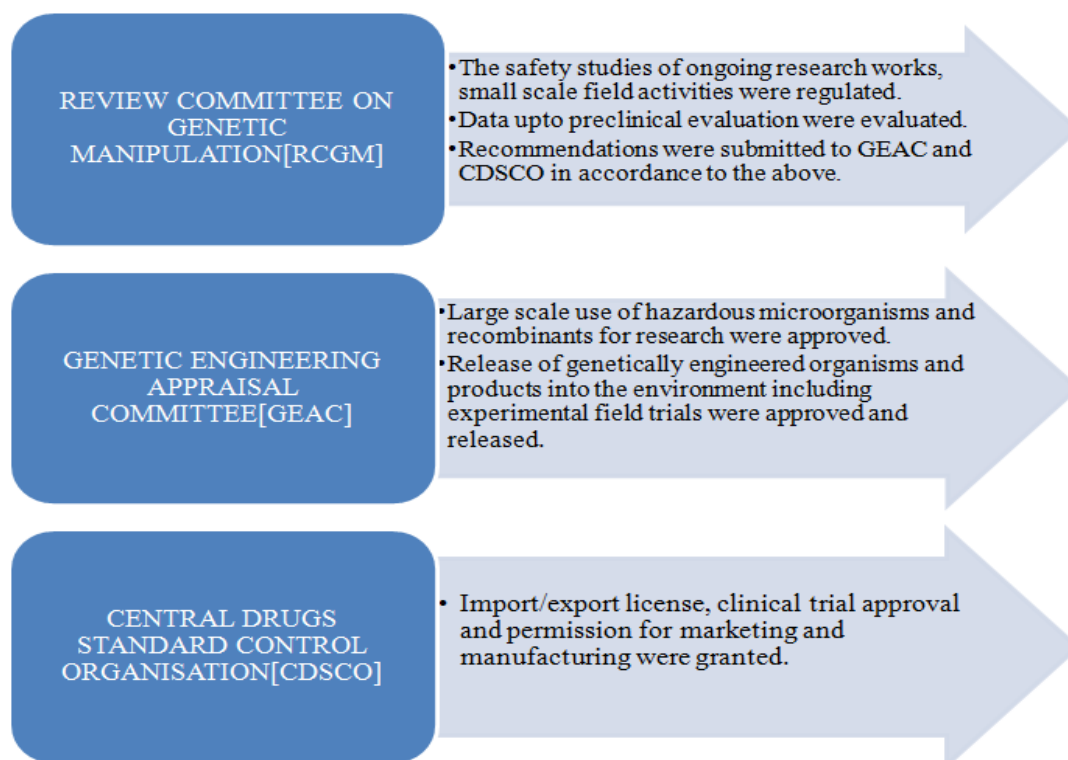 REVIEW COMMITTEE ON
GENETIC
MANIPULATION[RCGM]
•The safety studies of ongoing research works,
small scale field activities were regulated.
•Data upto preclinical evaluation were evaluated.
•Recommendations were submitted to GEAC and
CDSCO in accordance to the above.
GENETIC ENGINEERING
APPRAISAL
COMMITTEE[GEAC]
•Large scale use of hazardous microorganisms and
recombinants for research were approved.
•Release of genetically engineered organisms and
products into the environment including
experimental field trials were approved and
released.
CENTRAL DRUGS
STANDARD CONTROL
ORGANISATION[CDSCO]
• Import/export license, clinical trial approval
and permission for marketing and
manufacturing were granted.